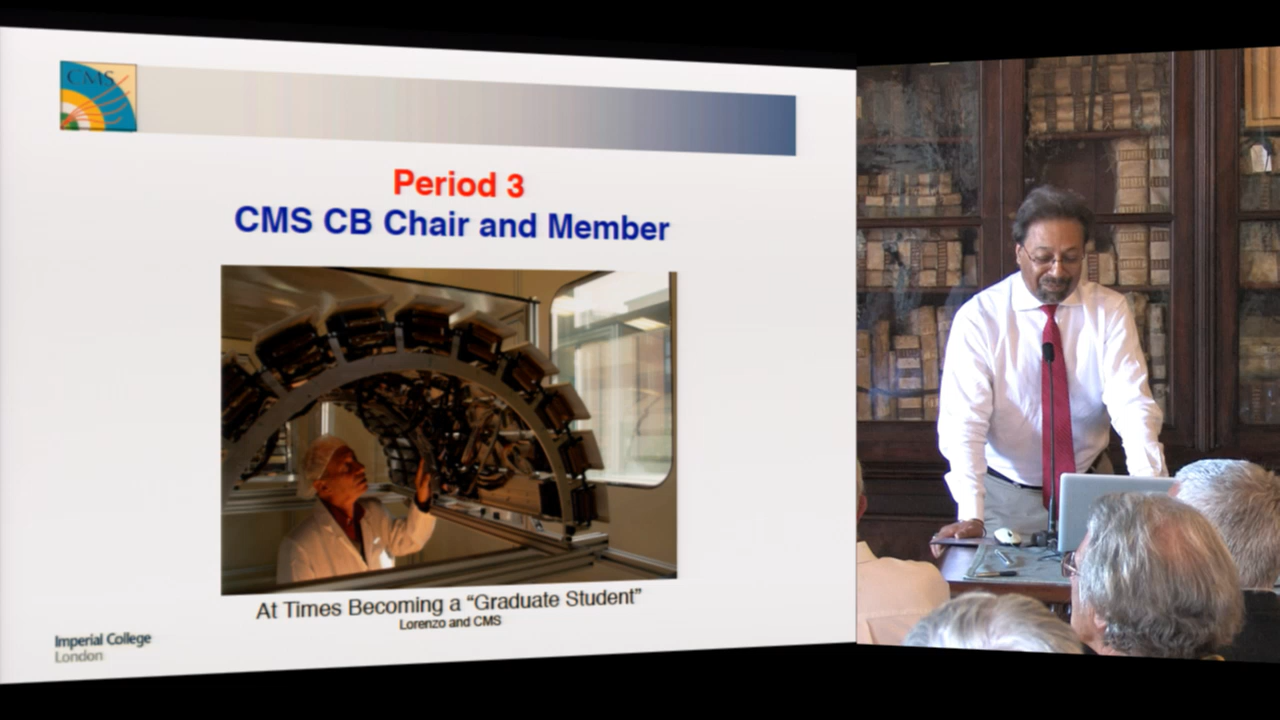 CMS
Period 3
CMS CB Chair and Member
At Times Becoming a “Graduate Student”
Lorenzo and CMS
Imperial College
London